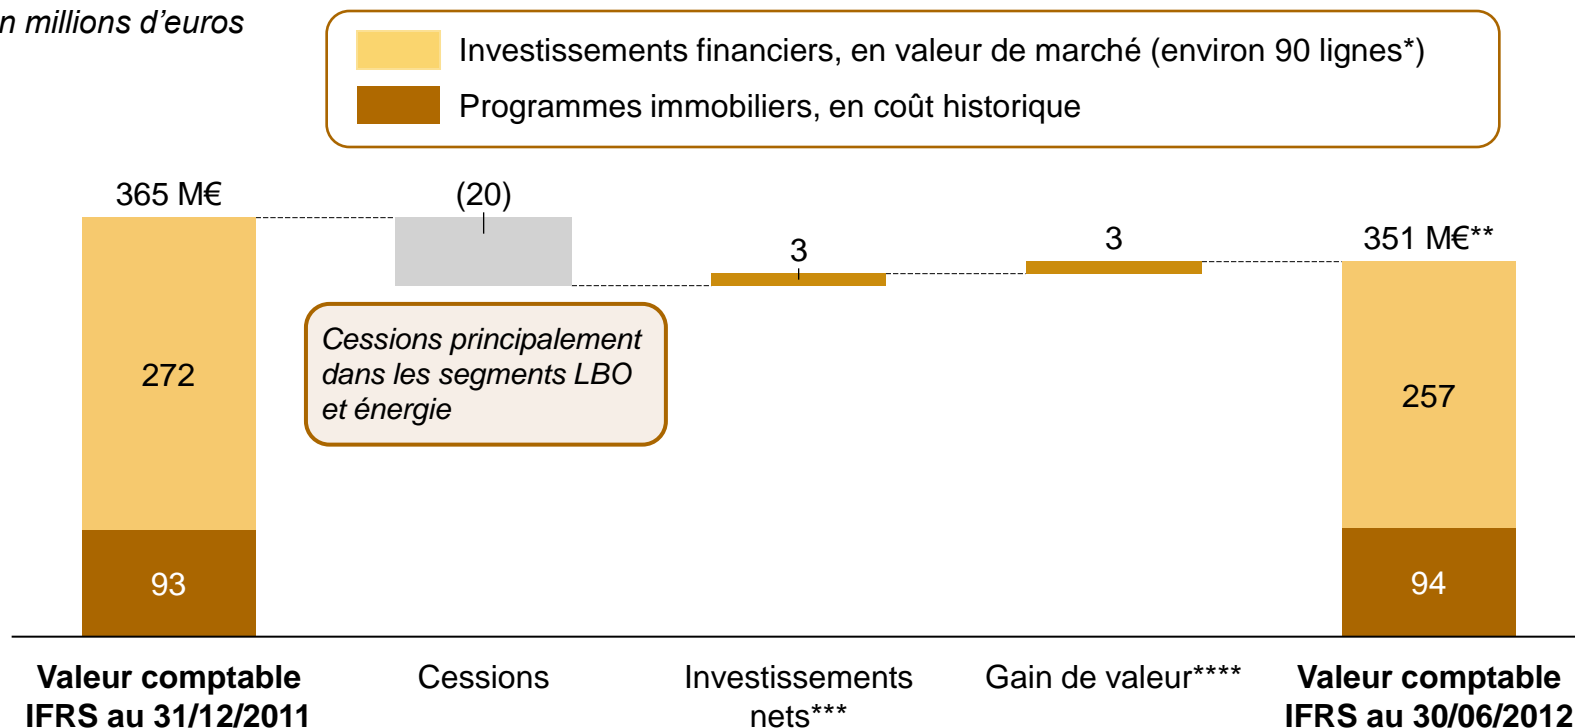 n millions d’euros
Investissements financiers, en valeur de marché (environ 90 lignes*)
Programmes immobiliers, en coût historique
365 M€
(20)
3
3
351 M€**
Cessions principalement
dans les segments LBO
et énergie
272
257
93
94
Valeur comptable
IFRS au 31/12/2011
Cessions
Investissements
nets***
Gain de valeur****
Valeur comptable
IFRS au 30/06/2012